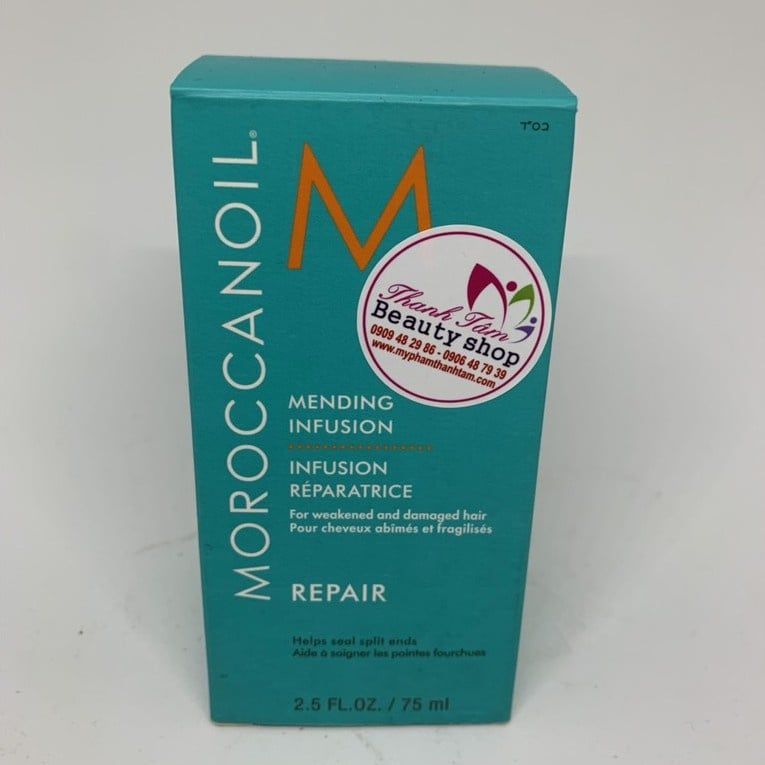 בס"ד
MOROCCANOIL®
M
Thanh Tâm
Beauty shop
0909 48 29 86 - 0906 48 79 39
www.myphamthanhtam.com
MENDING
INFUSION
INFUSION
RÉPARATRICE
For weakened and damaged hair
Pour cheveux abîmés et fragilisés
REPAIR
Helps seal split ends
Aide à soigner les pointes fourchues
2.5 FL.OZ. / 75 ml